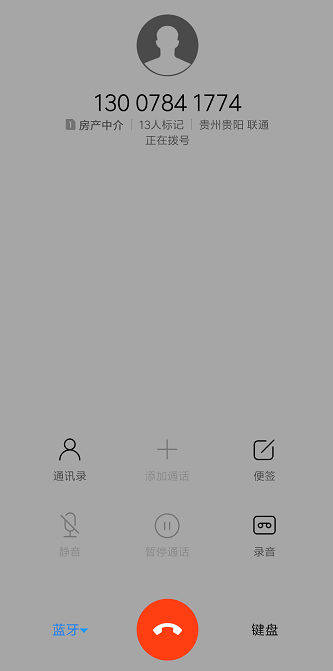 130 0784 1774
1 房产中介 | 13人标记 | 贵州贵阳 联通
正在拨号
通讯录 添加通话 便签
静音 暂停通话 录音
蓝牙 键盘